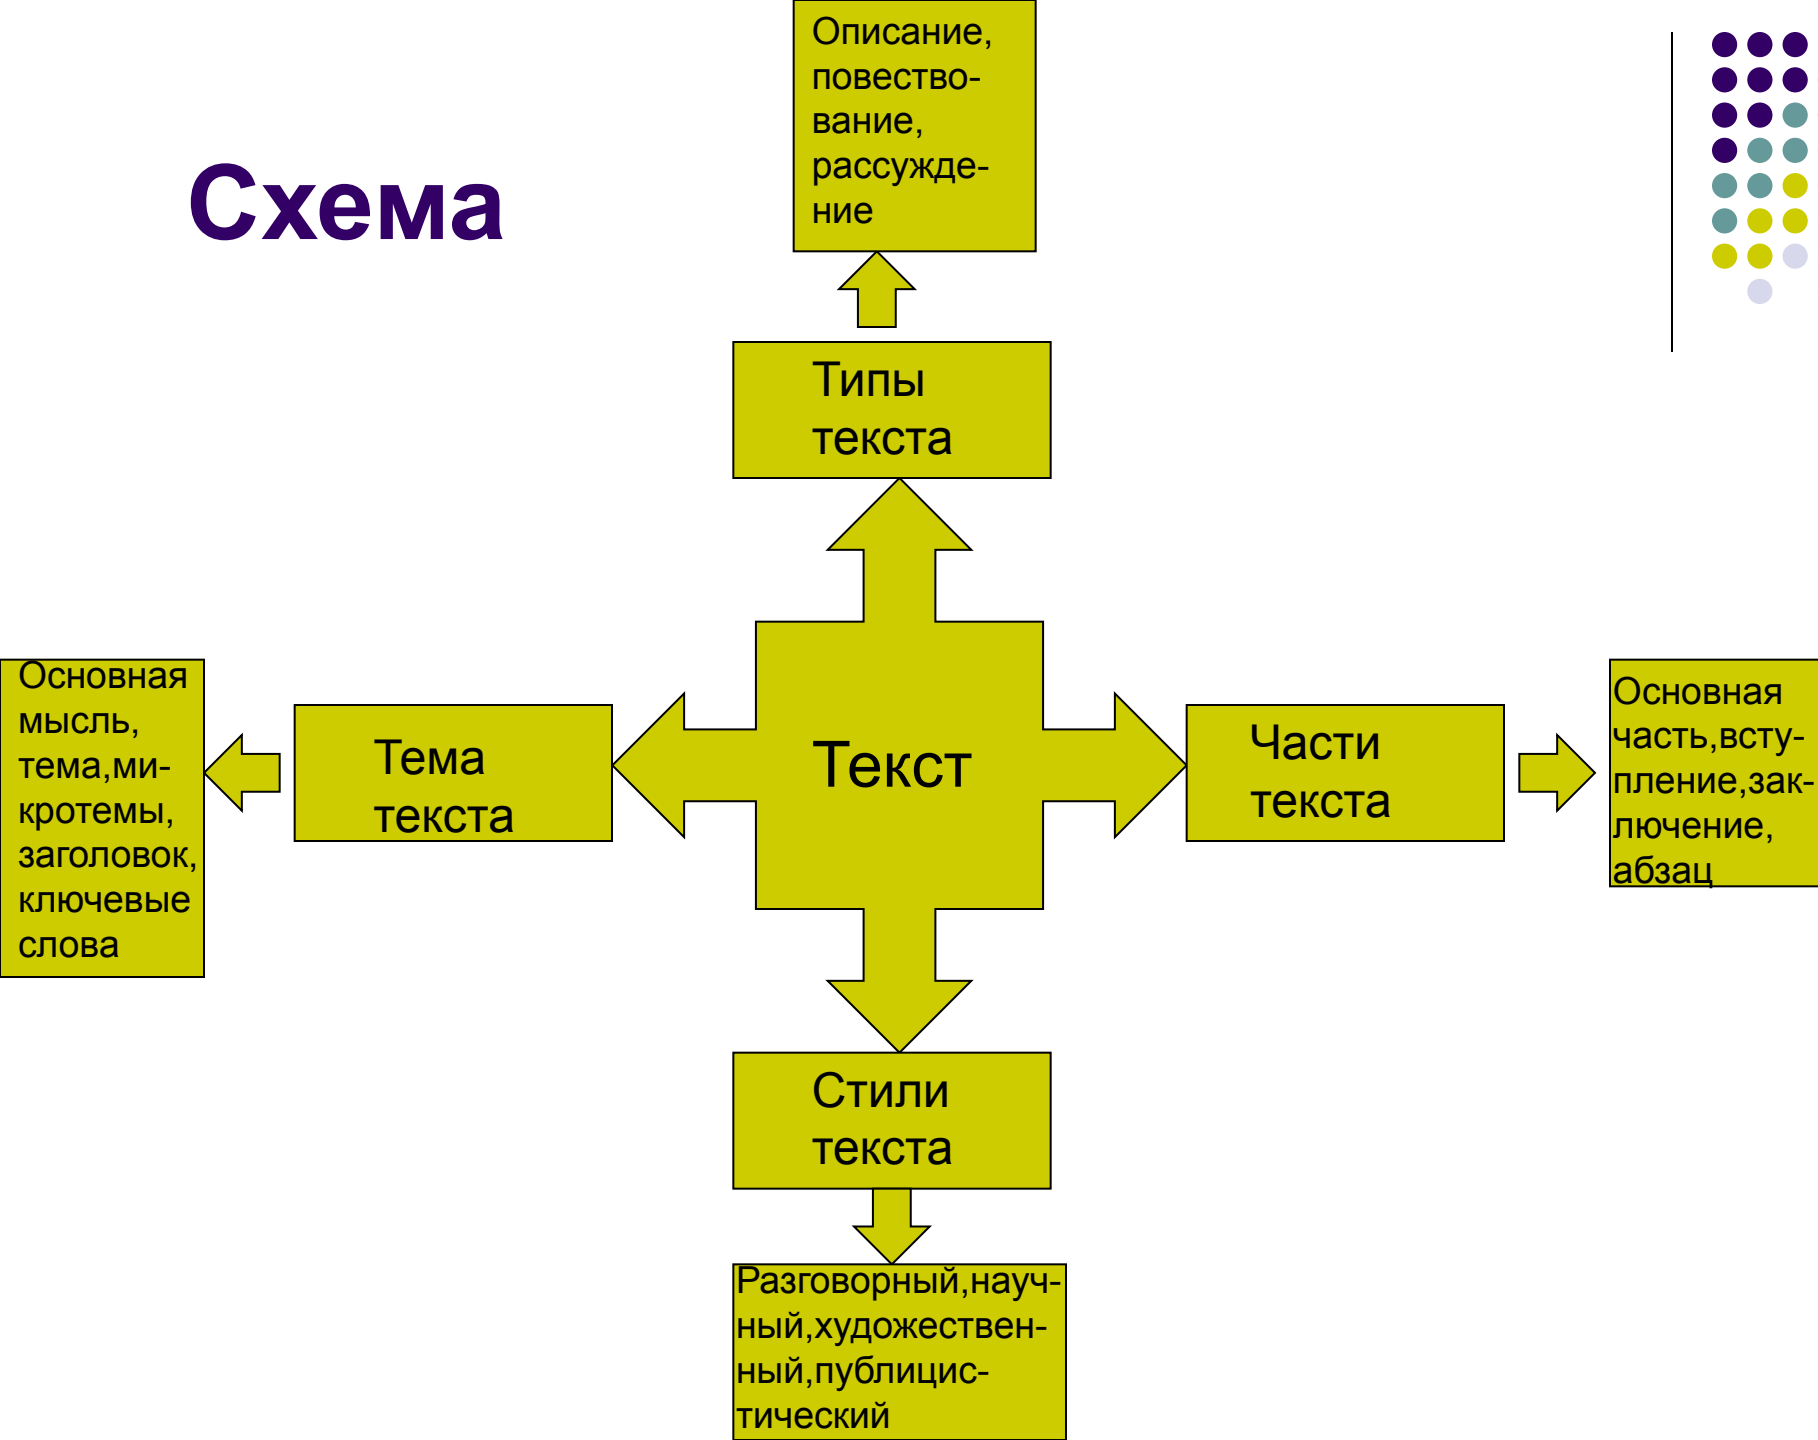 Схема
Описание,
повество-
вание,
рассужде-
ние
Типы
текста
Основная
мысль,
тема,ми-
кротемы,
заголовок,
ключевые
слова
Тема
текста
Текст
Части
текста
Основная
часть,всту-
пление,зак-
лючение,
абзац
Стили
текста
Разговорный,науч-
ный,художествен-
ный,публицис-
тический